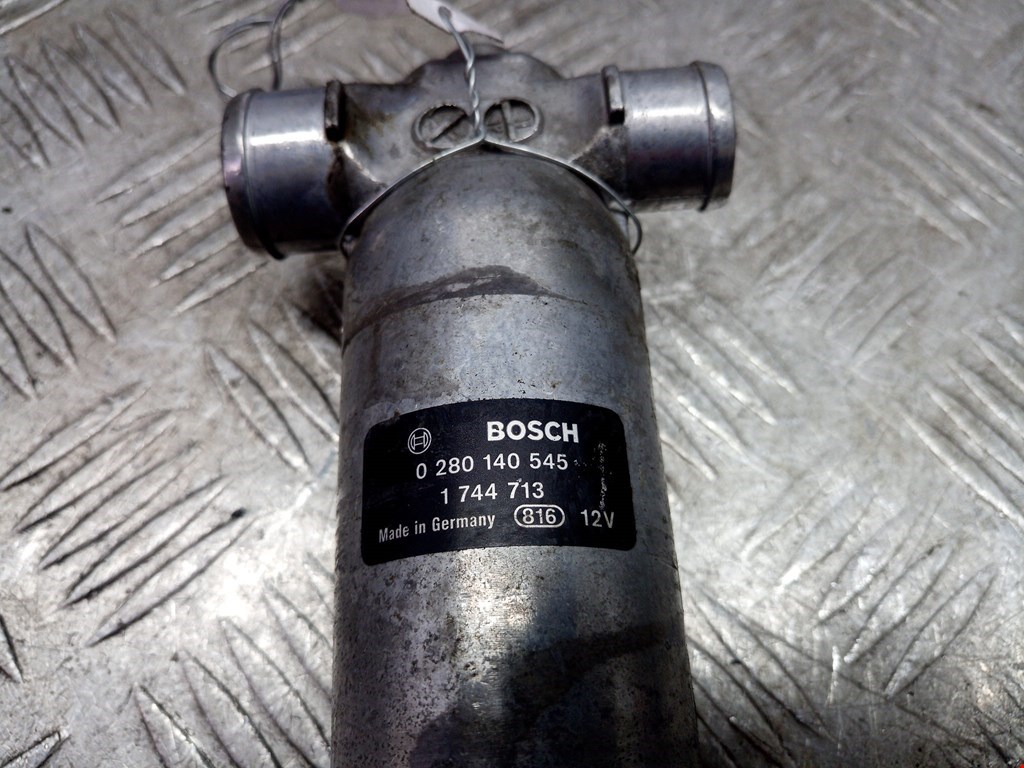 BOSCH
0 280 140 545
1 744 713
Made in Germany 816 12V